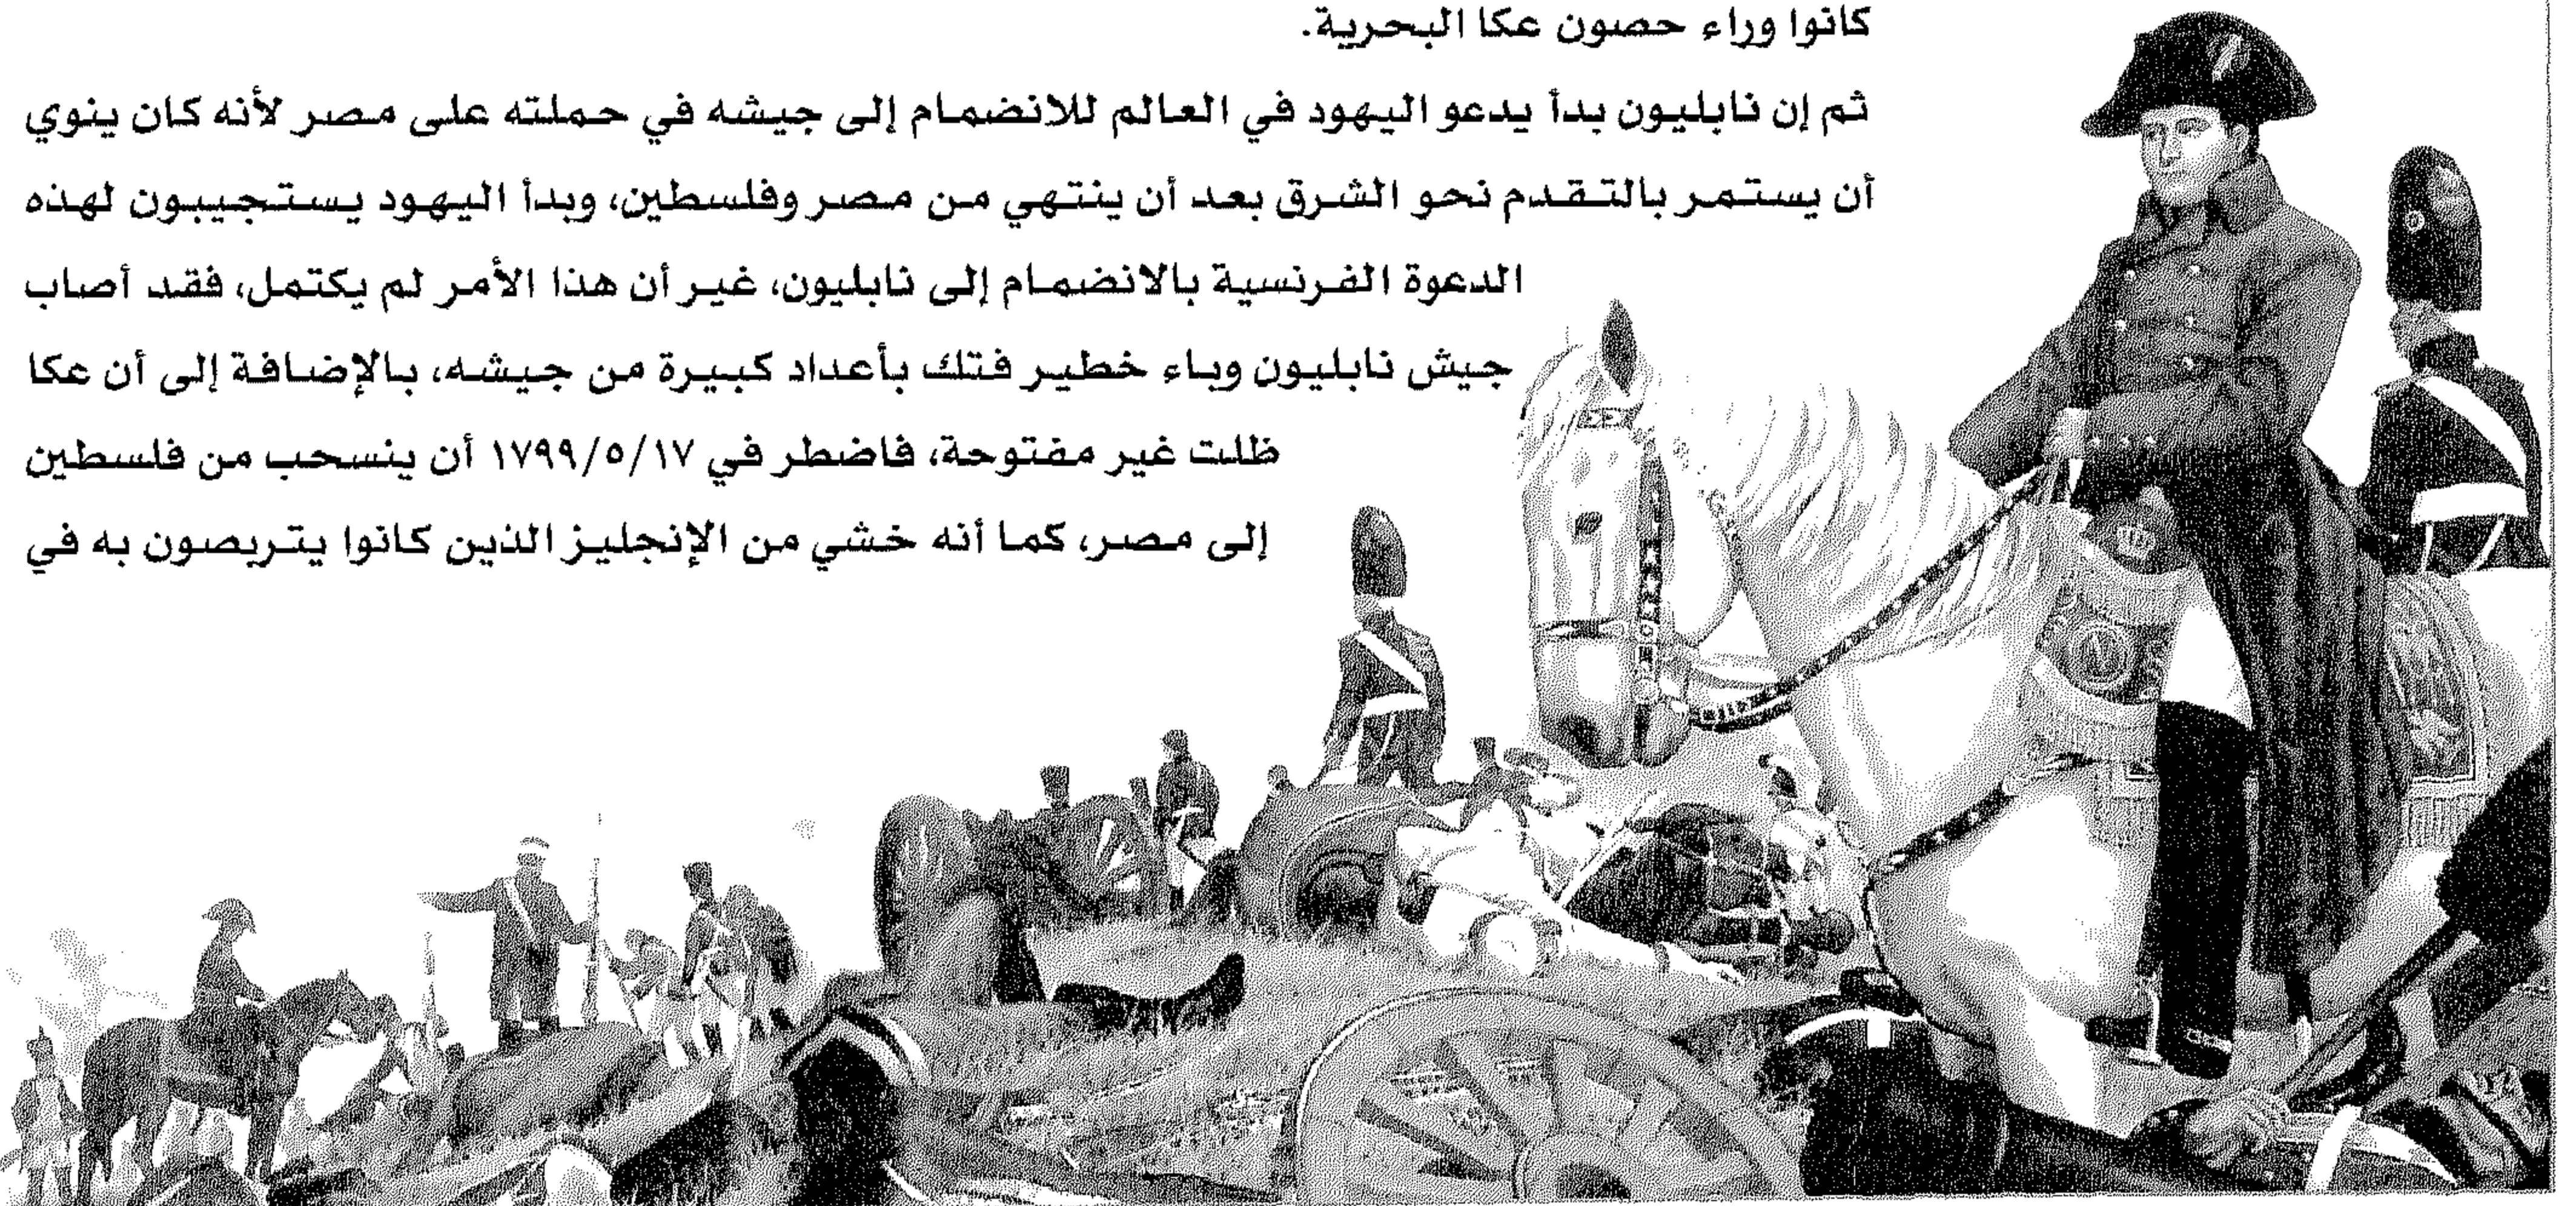 كانوا وراء حصون عكا البحرية.
ثم إن نابليون بدأ يدعو اليهود في العالم للانضمام إلى جيشه في حملته على مصر لأنه كان ينوي
أن يستمر بالتقدم نحو الشرق بعد أن ينتهي من مصر وفلسطين، وبدأ اليهود يستجيبون لهذه
الدعوة الفرنسية بالانضمام إلى نابليون، غير أن هذا الأمر لم يكتمل، فقد أصاب
جيش نابليون وباء خطير فتك بأعداد كبيرة من جيشه، بالإضافة إلى أن عكا
ظلت غير مفتوحة، فاضطر في ١٧٩٩/٥/١٧ أن ينسحب من فلسطين
إلى مصر، كما أنه خشي من الإنجليز الذين كانوا يتربصون به في